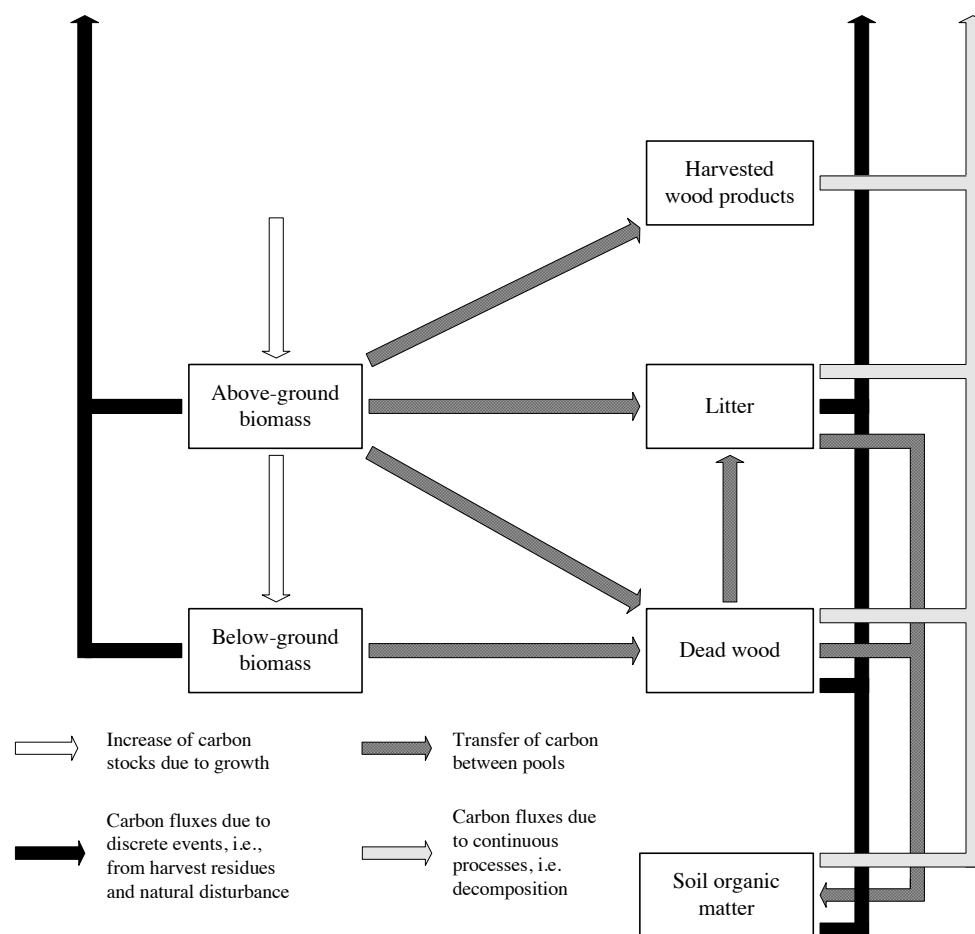 Harvested
wood products
Above-ground
biomass
Litter
Below-ground
biomass
Dead wood
Increase of carbon
stocks due to growth
Transfer of carbon
between pools
Carbon fluxes due to
discrete events, i.e.,
from harvest residues
and natural disturbance
Carbon fluxes due
to continuous
processes, i.e.
decomposition
Soil organic
matter